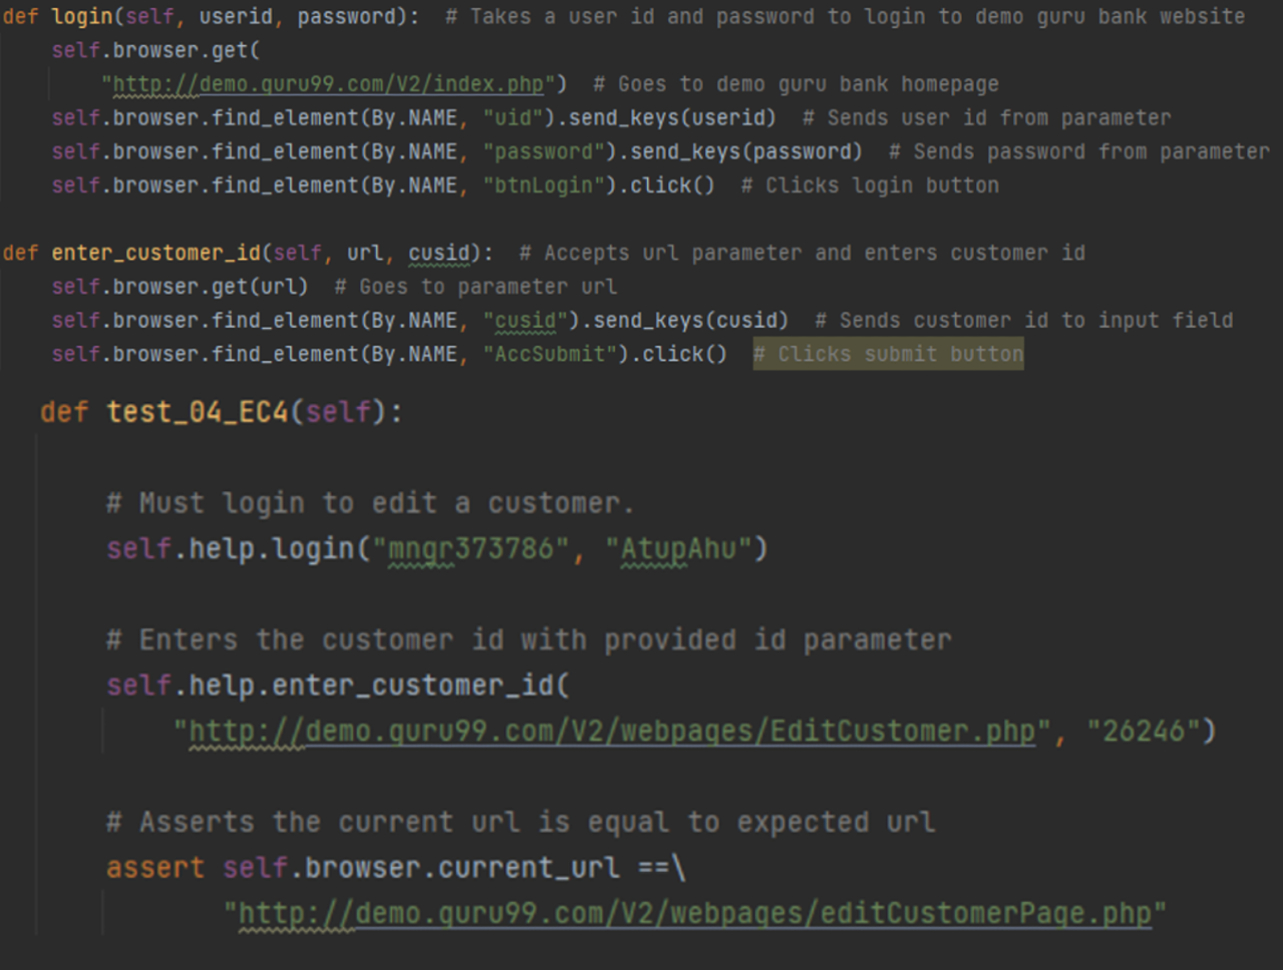 def login(self, userid, password):  # Takes a user id and password to login to demo guru bank website
    self.browser.get(
        "http://demo.guru99.com/V2/index.php")  # Goes to demo guru bank homepage
    self.browser.find_element(By.NAME, "uid").send_keys(userid)  # Sends user id from parameter
    self.browser.find_element(By.NAME, "password").send_keys(password)  # Sends password from parameter
    self.browser.find_element(By.NAME, "btnLogin").click()  # Clicks login button
def enter_customer_id(self, url, cusid):  # Accepts url parameter and enters customer id
    self.browser.get(url)  # Goes to parameter url
    self.browser.find_element(By.NAME, "cusid").send_keys(cusid)  # Sends customer id to input field
    self.browser.find_element(By.NAME, "AccSubmit").click()  # Clicks submit button
def test_04_EC4(self):
    # Must login to edit a customer.
    self.help.login("mngr373786", "AtupAhu")
    # Enters the customer id with provided id parameter
    self.help.enter_customer_id(
        "http://demo.guru99.com/V2/webpages/EditCustomer.php", "26246")
    # Asserts the current url is equal to expected url
    assert self.browser.current_url ==\
           "http://demo.guru99.com/V2/webpages/editCustomerPage.php"